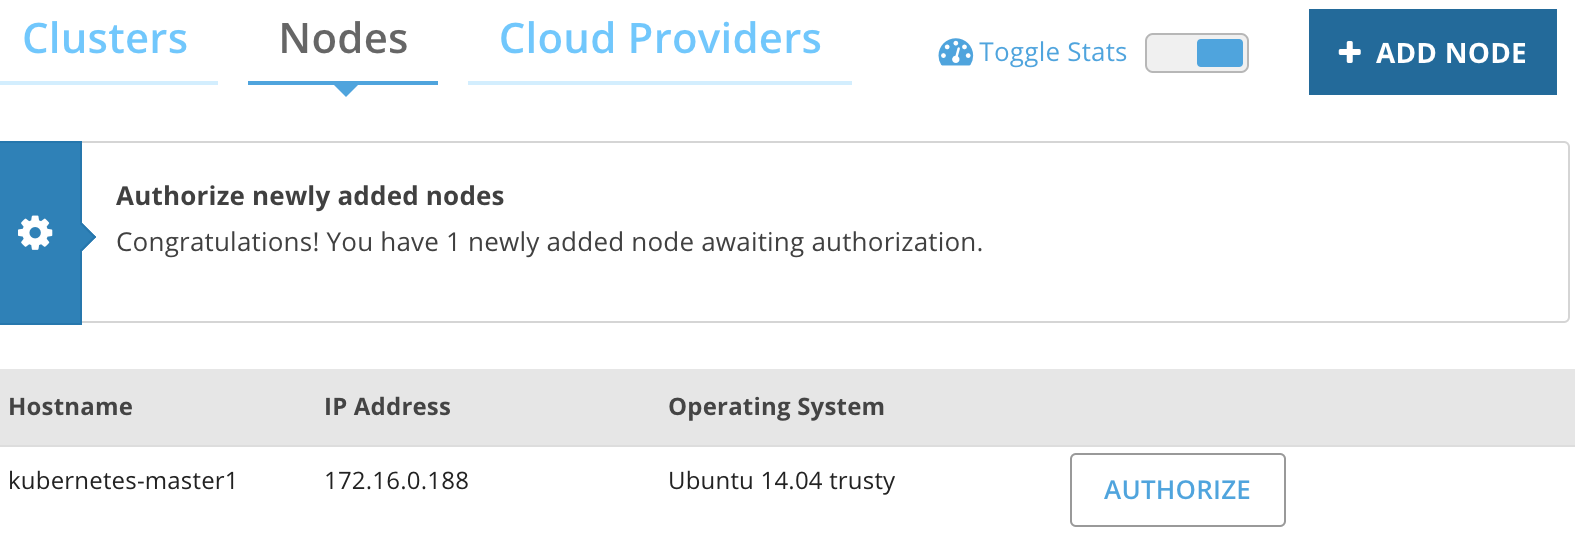 Clusters Nodes Cloud Providers Toggle Stats + ADD NODE
Authorize newly added nodes
Congratulations! You have 1 newly added node awaiting authorization.
Hostname IP Address Operating System
kubernetes-master1 172.16.0.188 Ubuntu 14.04 trusty AUTHORIZE